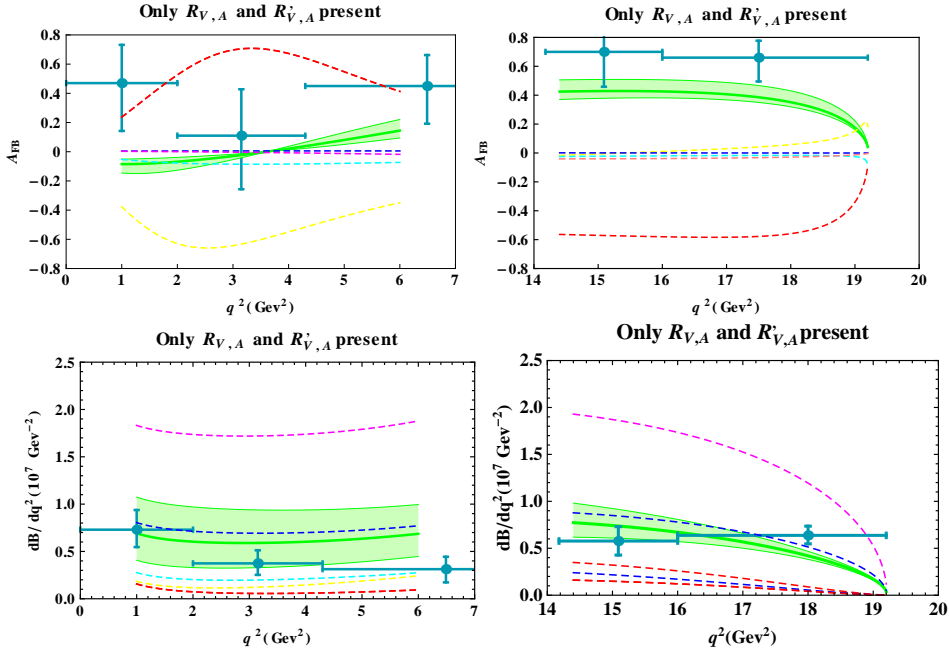 Only R_{V,A} and R'_{V,A} present
A_{FB}
0.8
0.6
0.4
0.2
0.0
−0.2
−0.4
−0.6
−0.8
0 1 2 3 4 5 6 7
q^2 (Gev^2)
Only R_{V,A} and R'_{V,A} present
A_{FB}
0.8
0.6
0.4
0.2
0.0
−0.2
−0.4
−0.6
−0.8
14 15 16 17 18 19 20
q^2 (Gev^2)
Only R_{V,A} and R'_{V,A} present
dB/dq^2 (10^7 Gev^{−2})
2.5
2.0
1.5
1.0
0.5
0.0
0 1 2 3 4 5 6 7
q^2 (Gev^2)
Only R_{V,A} and R'_{V,A} present
dB/dq^2 (10^7 Gev^{−2})
2.5
2.0
1.5
1.0
0.5
0.0
14 15 16 17 18 19 20
q^2(Gev^2)